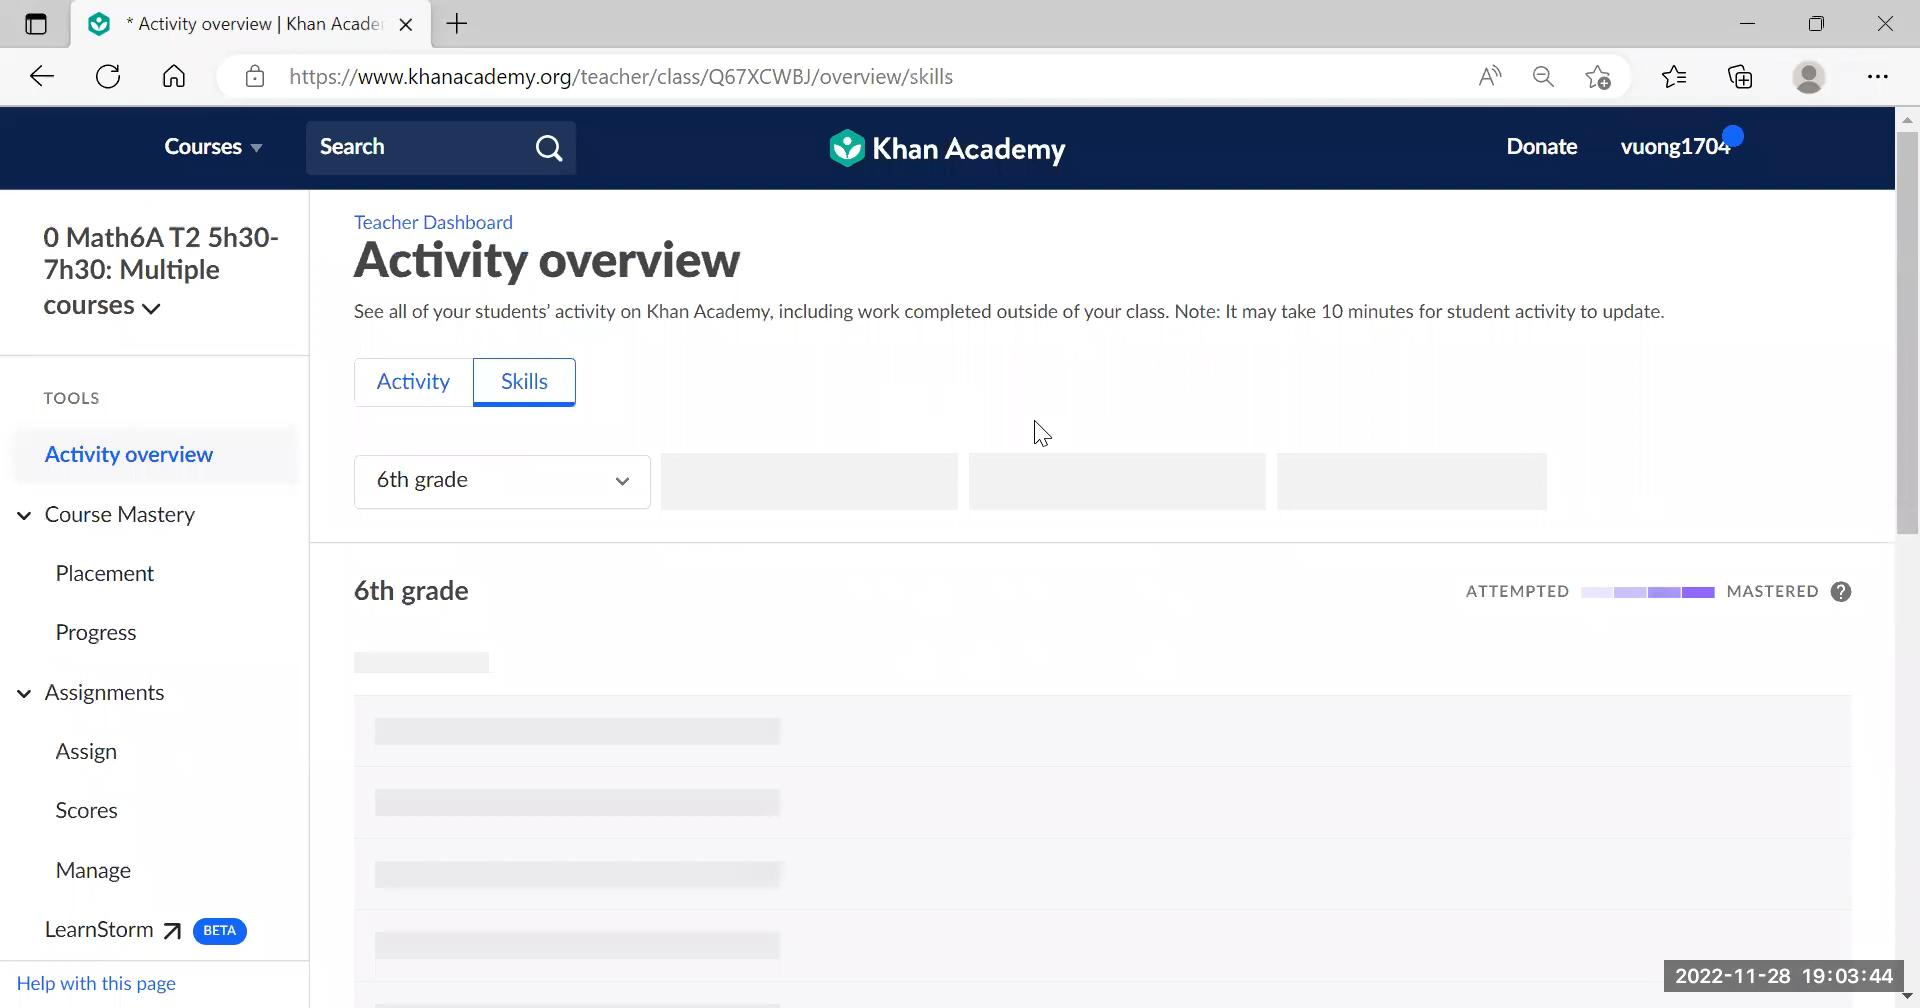 * Activity overview | Khan Acade
https://www.khanacademy.org/teacher/class/Q67XCWBJ/overview/skills
Courses
Search
Khan Academy
Donate
vuong1704
0 Math6A T2 5h30-
7h30: Multiple
courses
TOOLS
Activity overview
Course Mastery
Placement
Progress
Assignments
Assign
Scores
Manage
LearnStorm BETA
Help with this page
Teacher Dashboard
Activity overview
See all of your students' activity on Khan Academy, including work completed outside of your class. Note: It may take 10 minutes for student activity to update.
Activity
Skills
6th grade
6th grade
ATTEMPTED
MASTERED ?
2022-11-28 19:03:44